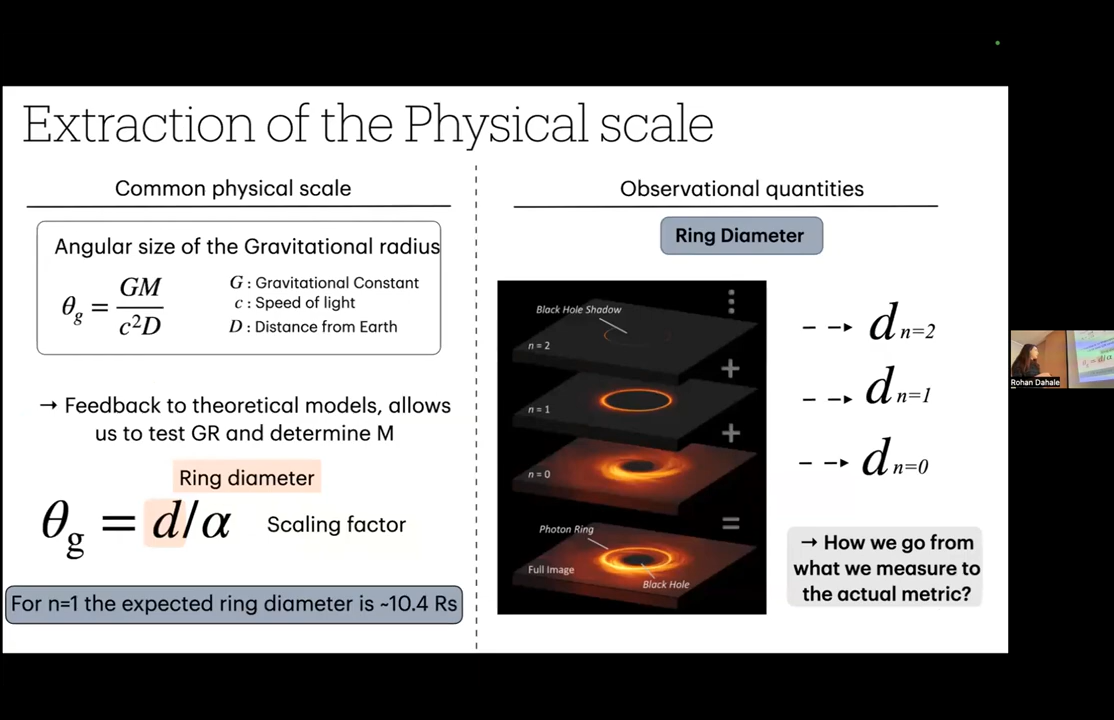 Extraction of the Physical scale
Common physical scale
Angular size of the Gravitational radius
θg = GM / c²D
G : Gravitational Constant
c : Speed of light
D : Distance from Earth
→ Feedback to theoretical models, allows
us to test GR and determine M
Ring diameter
θg = d/α
Scaling factor
For n=1 the expected ring diameter is ~10.4 Rs
Observational quantities
Ring Diameter
Black Hole Shadow
n = 2
+
n = 1
+
n = 0
=
Photon Ring
Full Image
Black Hole
d n=2
d n=1
d n=0
→ How we go from
what we measure to
the actual metric?
Rohan Dahale